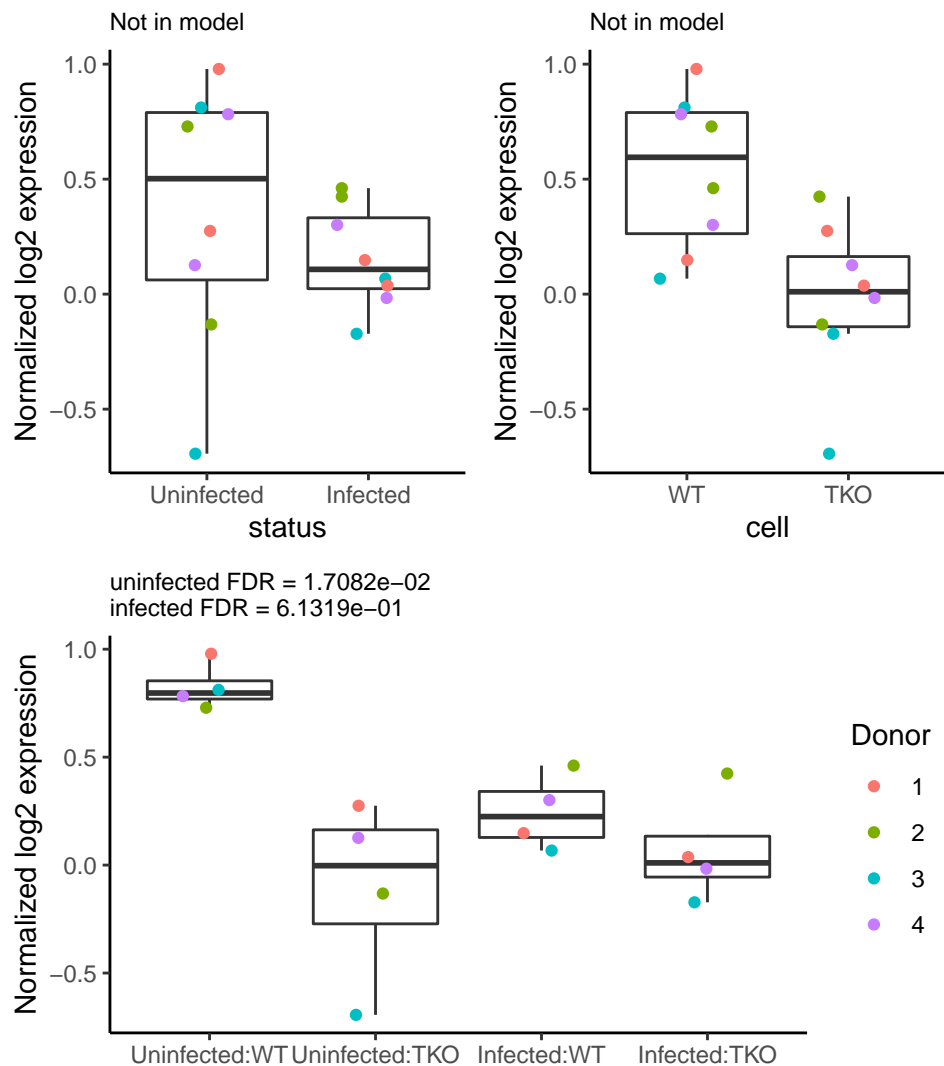 Not in model
Normalized log2 expression
1.0
0.5
0.0
−0.5
Uninfected
Infected
status
Not in model
Normalized log2 expression
1.0
0.5
0.0
−0.5
WT
TKO
cell
uninfected FDR = 1.7082e−02
infected FDR = 6.1319e−01
Normalized log2 expression
1.0
0.5
0.0
−0.5
Uninfected:WT
Uninfected:TKO
Infected:WT
Infected:TKO
Donor
1
2
3
4